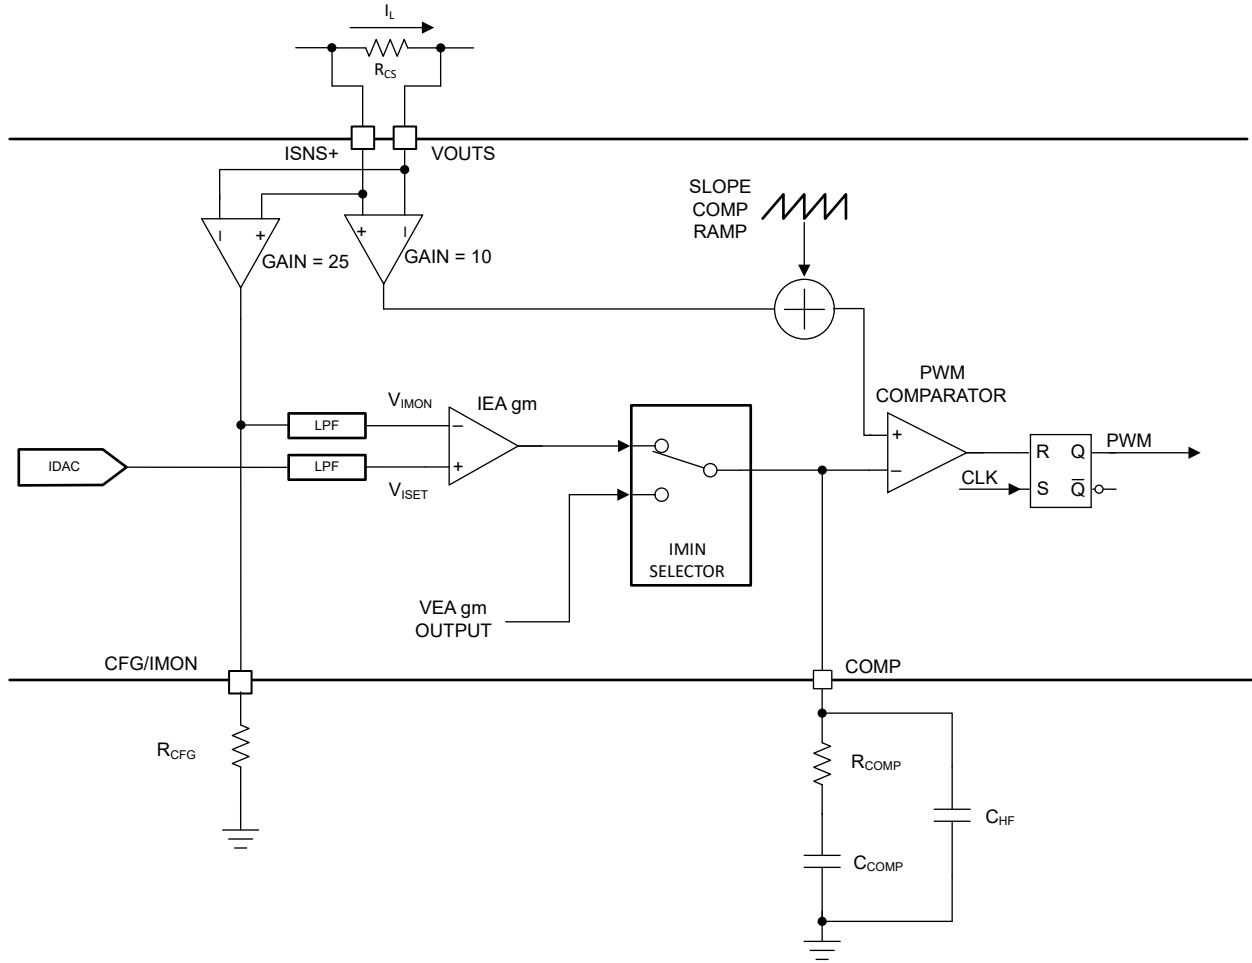 IL
RCS
ISNS+
VOUTS
SLOPE
COMP
RAMP
GAIN = 25
GAIN = 10
PWM
COMPARATOR
VIMON
IEA gm
LPF
IDAC
LPF
VISET
+
−
R
Q
PWM
CLK
S
Q̅
IMIN
SELECTOR
VEA gm
OUTPUT
CFG/IMON
COMP
RCFG
RCOMP
CHF
CCOMP